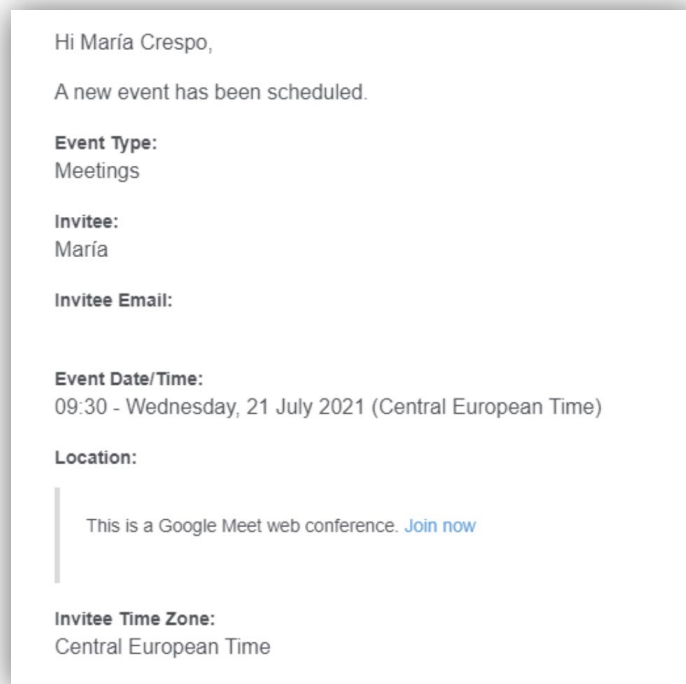 Hi María Crespo,
A new event has been scheduled.
Event Type:
Meetings
Invitee:
María
Invitee Email:
Event Date/Time:
09:30 - Wednesday, 21 July 2021 (Central European Time)
Location:
This is a Google Meet web conference. Join now
Invitee Time Zone:
Central European Time